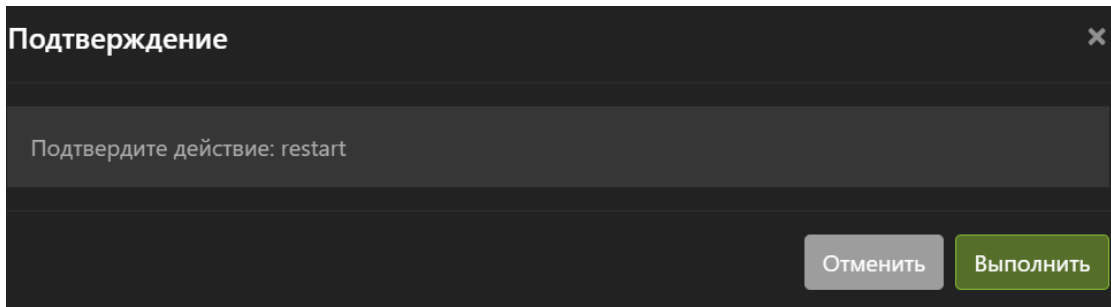 Подтверждение
Подтвердите действие: restart
Отменить Выполнить